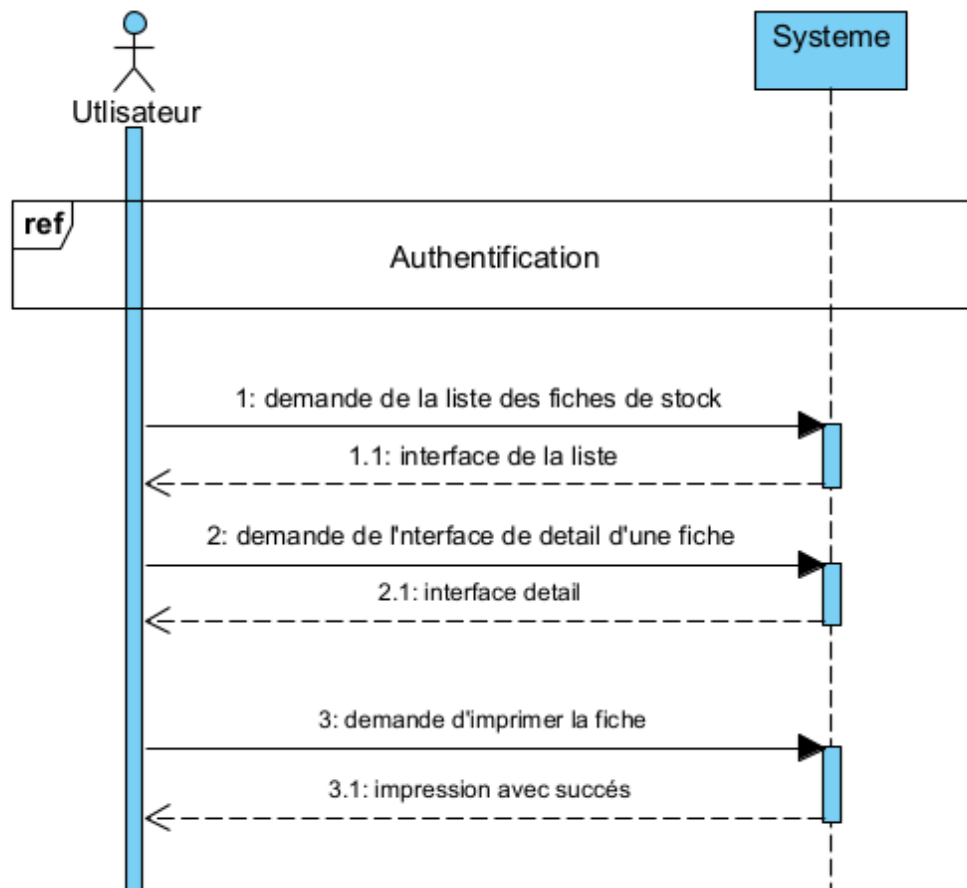 Systeme
Utlisateur
ref
Authentification
1: demande de la liste des fiches de stock
1.1: interface de la liste
2: demande de l'nterface de detail d'une fiche
2.1: interface detail
3: demande d'imprimer la fiche
3.1: impression avec succés